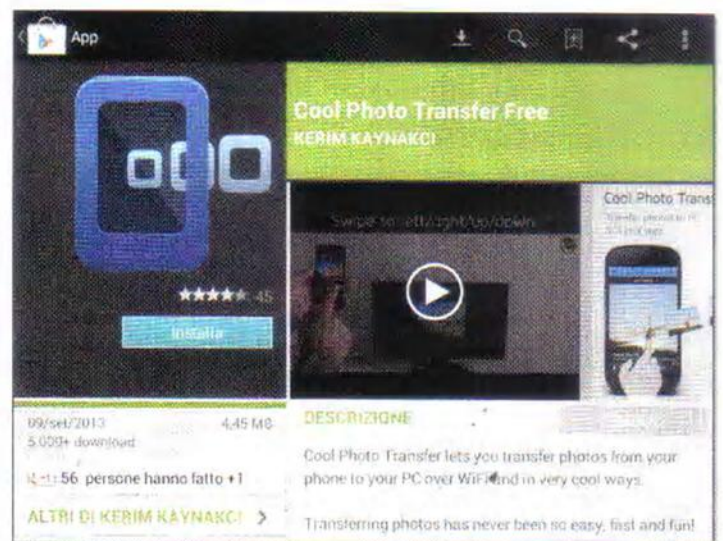 App
Cool Photo Transfer Free
KERIM KAYNAKCI
45
Installa
09/set/2013 4,45 MB
5.000+ download
56 persone hanno fatto +1
ALTRI DI KERIM KAYNAKCI
Swipe left/right/up/down
Cool Photo Trans
Transfer photos to PC
DESCRIZIONE
Cool Photo Transfer lets you transfer photos from your
phone to your PC over WiFi and in very cool ways.
Transferring photos has never been so easy, fast and fun!